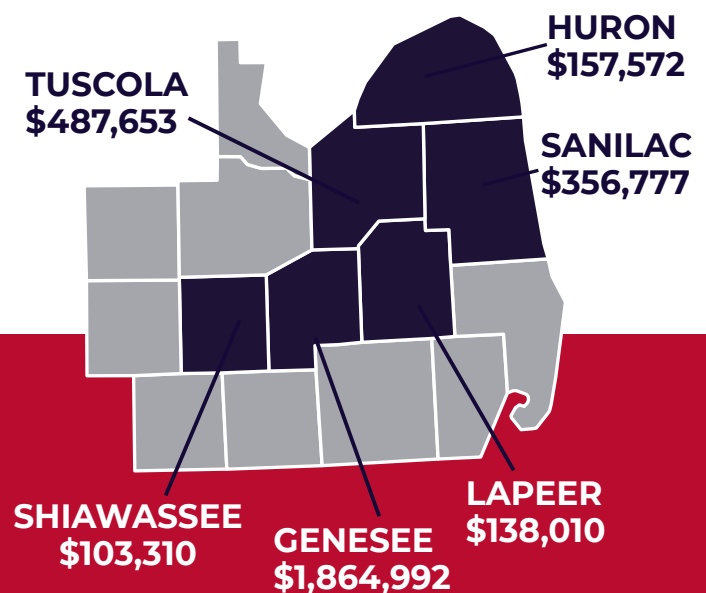 HURON
$157,572
TUSCOLA
$487,653
SANILAC
$356,777
SHIAWASSEE
$103,310
GENESEE
$1,864,992
LAPEER
$138,010